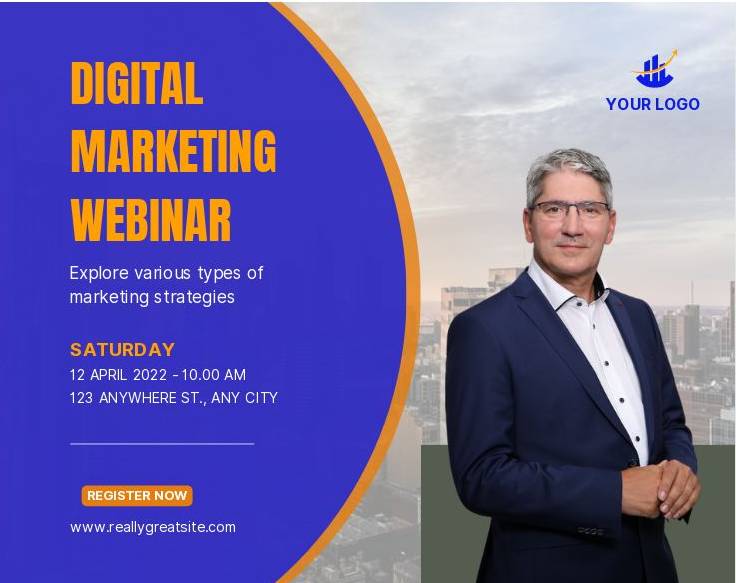 DIGITAL
MARKETING
WEBINAR
Explore various types of
marketing strategies
SATURDAY
12 APRIL 2022 - 10.00 AM
123 ANYWHERE ST., ANY CITY
REGISTER NOW
www.reallygreatsite.com
YOUR LOGO